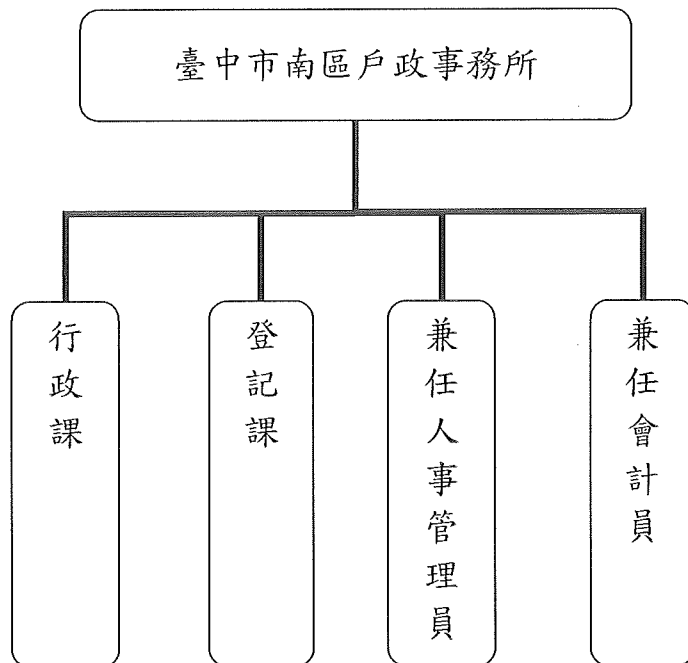 臺中市南區戶政事務所
行政課
登記課
兼任人事管理員
兼任會計員